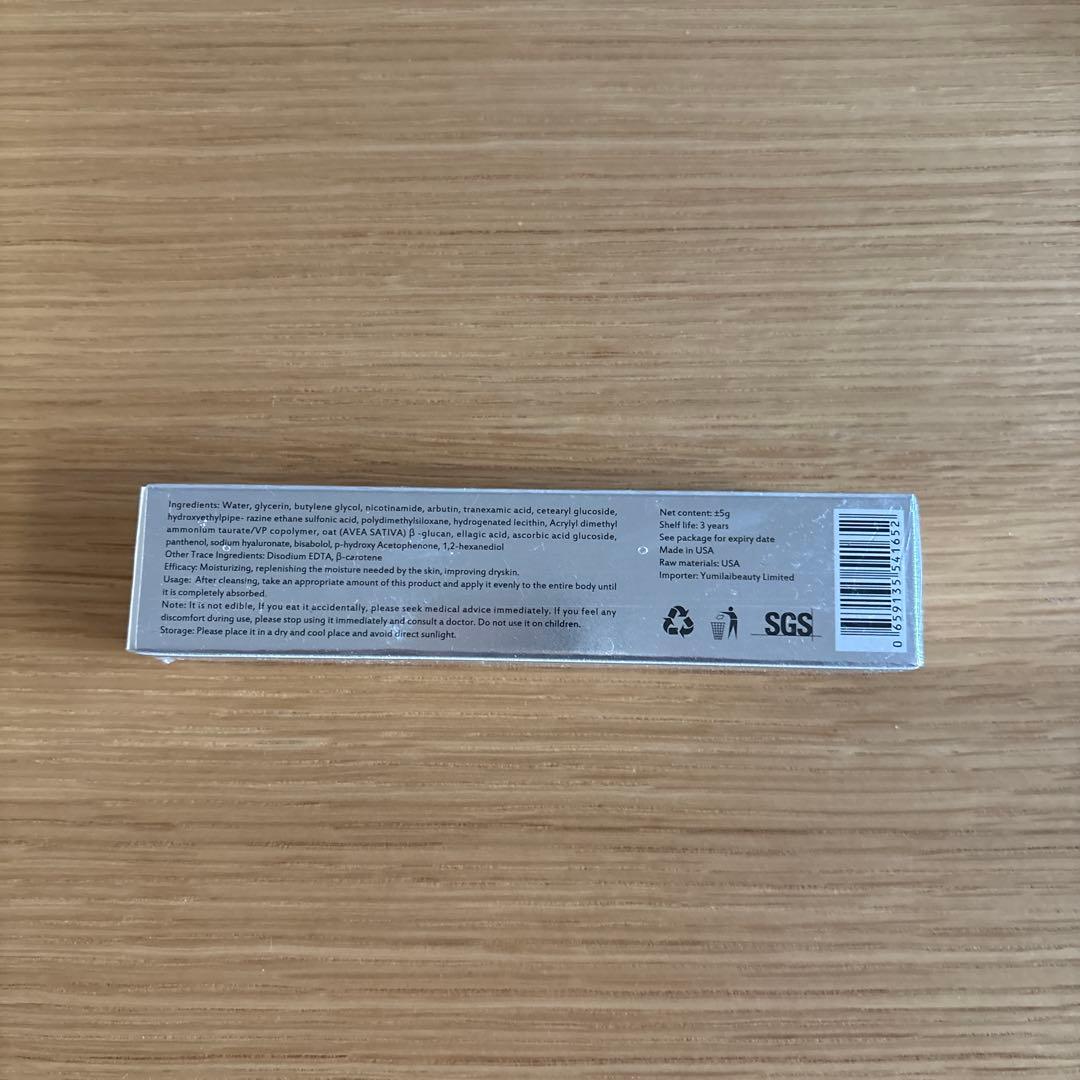 Ingredients: Water, glycerin, butylene glycol, nicotinamide, arbutin, tranexamic acid, cetearyl glucoside,
hydroxyethylpipe- razine ethane sulfonic acid, polydimethylsiloxane, hydrogenated lecithin, Acrylyl dimethyl
ammonium taurate/VP copolymer, oat (AVEA SATIVA) β -glucan, ellagic acid, ascorbic acid glucoside,
panthenol, sodium hyaluronate, bisabolol, p-hydroxy Acetophenone, 1,2-hexanediol
Other Trace Ingredients: Disodium EDTA, β-carotene
Efficacy: Moisturizing, replenishing the moisture needed by the skin, improving dryskin.
Usage: After cleansing, take an appropriate amount of this product and apply it evenly to the entire body until
it is completely absorbed.
Note: It is not edible, If you eat it accidentally, please seek medical advice immediately. If you feel any
discomfort during use, please stop using it immediately and consult a doctor. Do not use it on children.
Storage: Please place it in a dry and cool place and avoid direct sunlight.
Net content: ±5g
Shelf life: 3 years
See package for expiry date
Made in USA
Raw materials: USA
Importer: Yumilaibeauty Limited
SGS
0 659135 541652